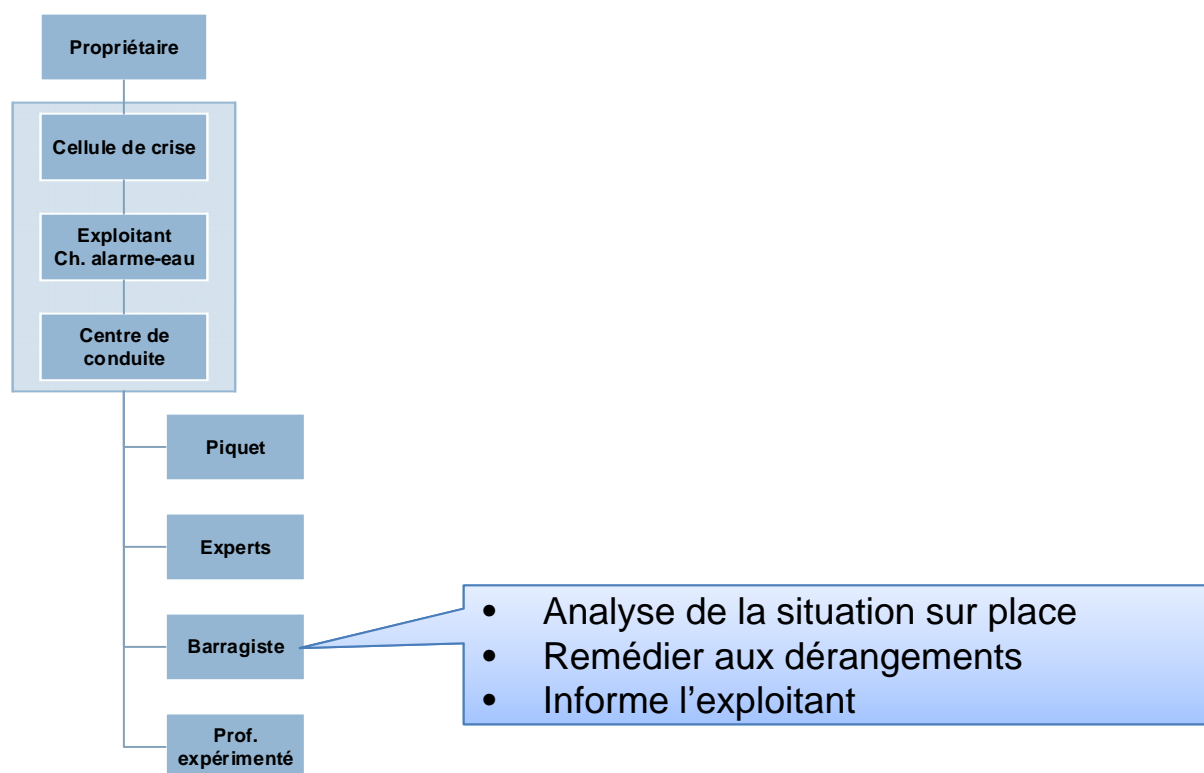 Propriétaire
Cellule de crise
Exploitant
Ch. alarme-eau
Centre de
conduite
Piquet
Experts
Barragiste
• Analyse de la situation sur place
• Remédier aux dérangements
• Informe l’exploitant
Prof.
expérimenté